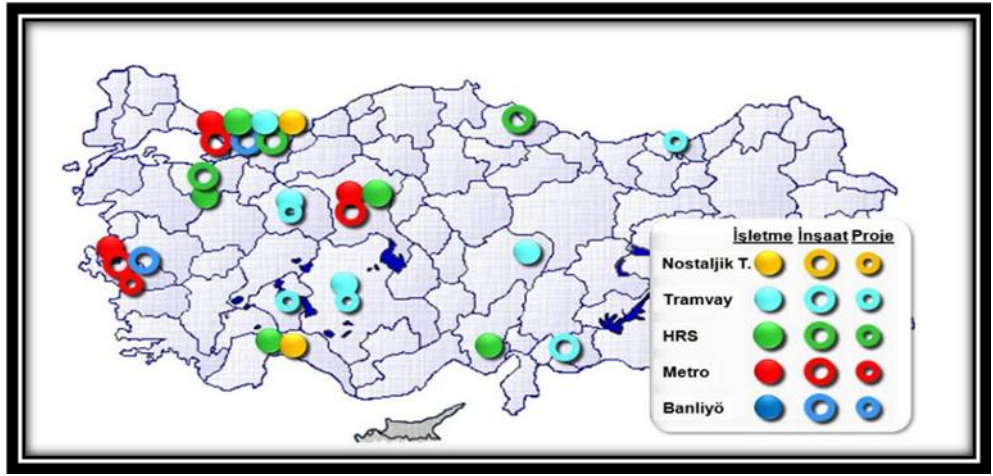 İşletme İnşaat Proje
Nostaljik T.
Tramvay
HRS
Metro
Banliyö